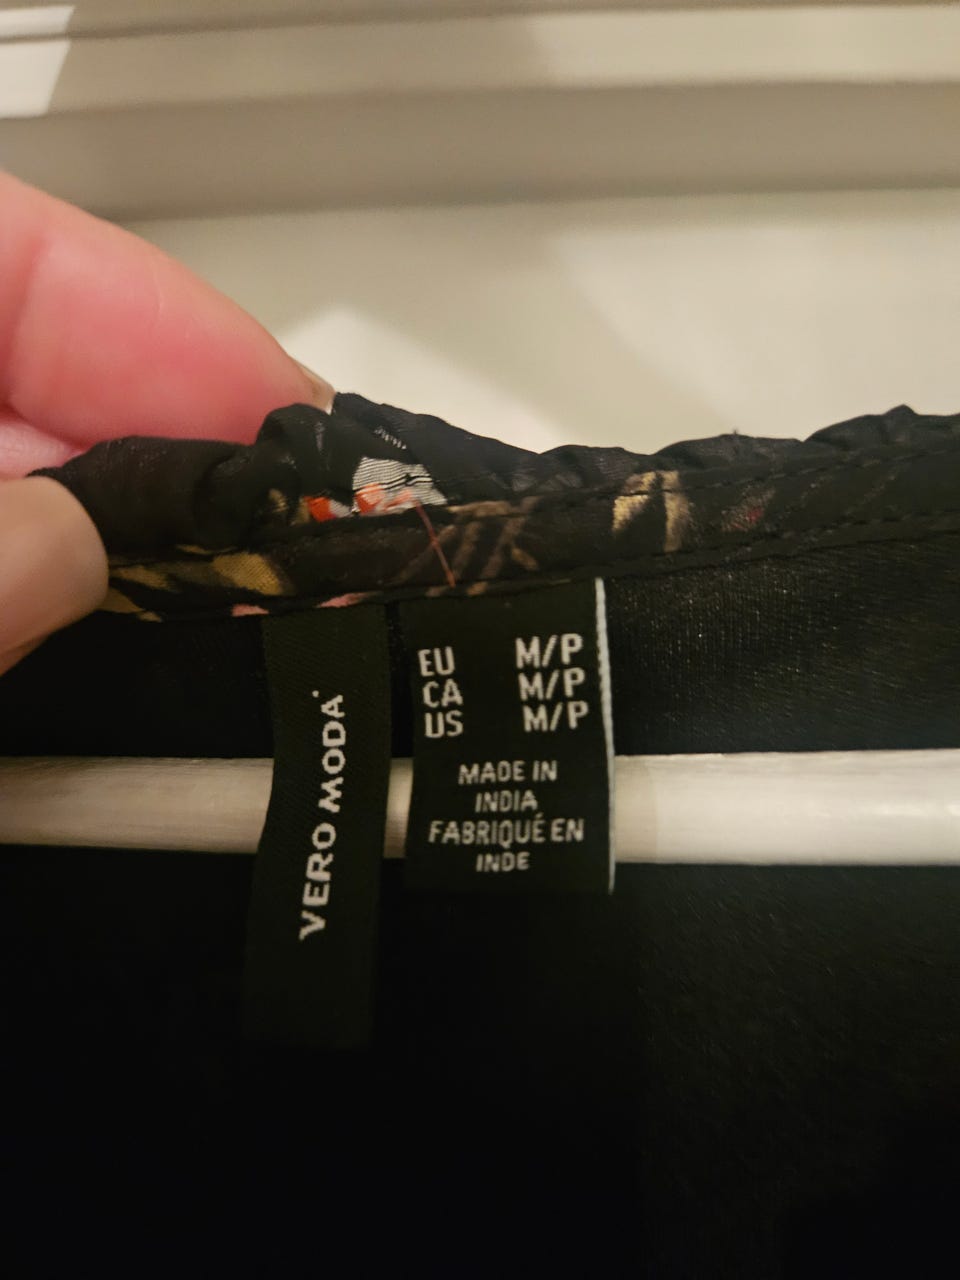 VERO MODA
EU M/P
CA M/P
US M/P
MADE IN
INDIA
FABRIQUÉ EN
INDE